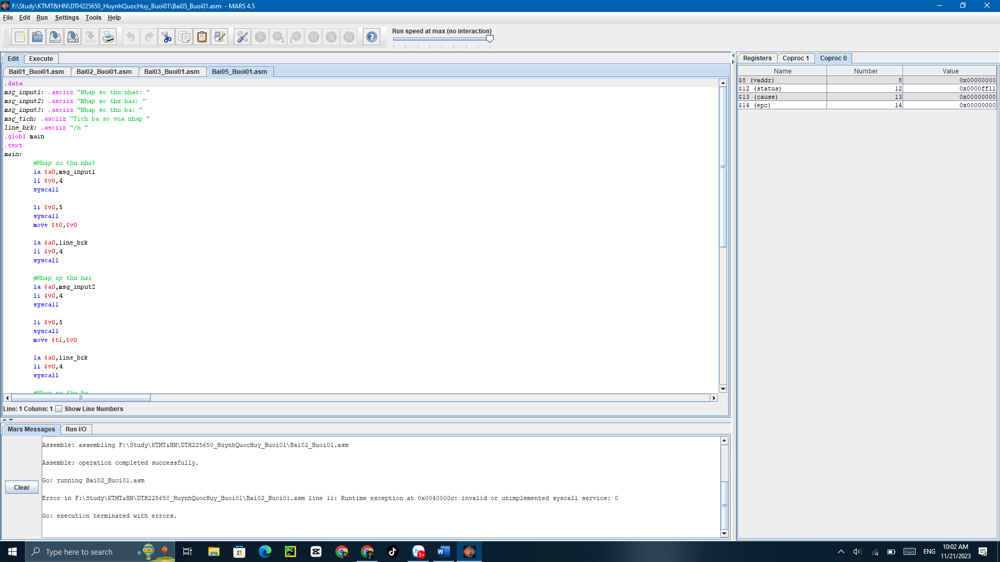 F:\Study\KTMT&HN\DTH225650_HuynhQuocHuy_Buoi01\Bai05_Buoi01.asm - MARS 4.5
File Edit Run Settings Tools Help
Run speed at max (no interaction)
Edit Execute
Bai01_Buoi01.asm Bai02_Buoi01.asm Bai03_Buoi01.asm Bai05_Buoi01.asm
.data
msg_input1: .asciiz "Nhap so thu nhat: "
msg_input2: .asciiz "Nhap so thu hai: "
msg_input3: .asciiz "Nhap so thu ba: "
msg_tich: .asciiz "Tich ba so vua nhap "
line_brk: .asciiz "/n "
.globl main
.text
main:
#Nhap so thu nhat
la $a0,msg_input1
li $v0,4
syscall
li $v0,5
syscall
move $t0,$v0
la $a0,line_brk
li $v0,4
syscall
#Nhap sp thu hai
la $a0,msg_input2
li $v0,4
syscall
li $v0,5
syscall
move $t1,$v0
la $a0,line_brk
li $v0,4
syscall
#Nhap so thu ba
Line: 1 Column: 1 Show Line Numbers
Mars Messages Run I/O
Clear
Assemble: assembling F:\Study\KTMT&HN\DTH225650_HuynhQuocHuy_Buoi01\Bai02_Buoi01.asm
Assemble: operation completed successfully.
Go: running Bai02_Buoi01.asm
Error in F:\Study\KTMT&HN\DTH225650_HuynhQuocHuy_Buoi01\Bai02_Buoi01.asm line 11: Runtime exception at 0x0040000c: invalid or unimplemented syscall service: 0
Go: execution terminated with errors.
Registers Coproc 1 Coproc 0
Name Number Value
$8 (vaddr) 8 0x00000000
$12 (status) 12 0x0000ff11
$13 (cause) 13 0x00000000
$14 (epc) 14 0x00000000
Type here to search
ENG
10:02 AM
11/21/2023